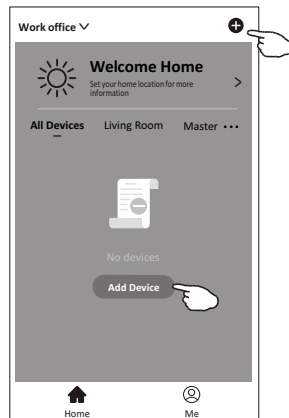 Work office
Welcome Home
Set your home location for more
information
All Devices Living Room Master
No devices
Add Device
Home Me